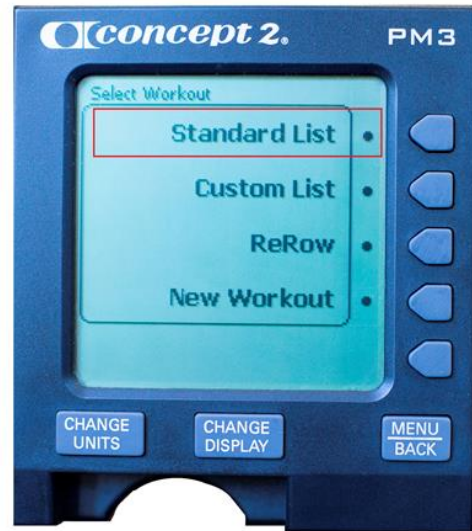 concept 2.
PM3
Select Workout
Standard List
Custom List
ReRow
New Workout
CHANGE UNITS
CHANGE DISPLAY
MENU
BACK